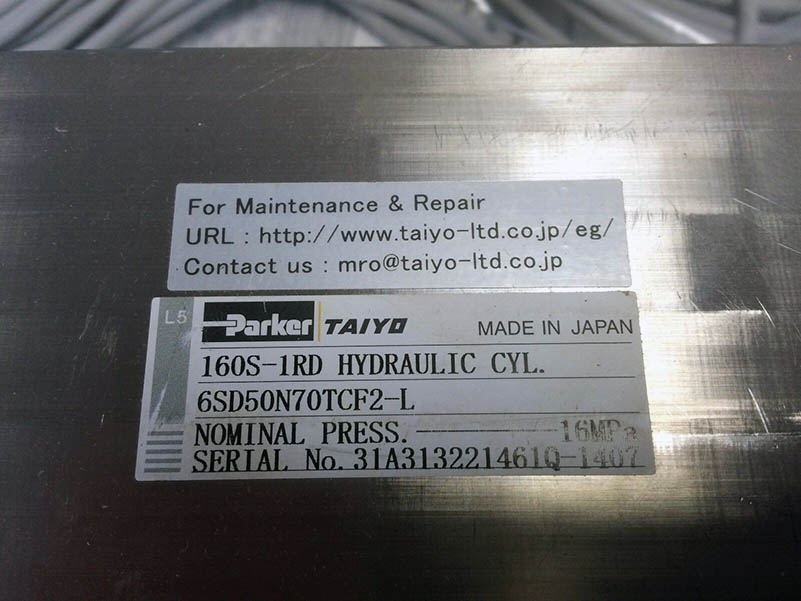 For Maintenance & Repair
URL : http://www.taiyo-ltd.co.jp/eg/
Contact us : mro@taiyo-ltd.co.jp
L5 Parker TAIYO MADE IN JAPAN
160S-1RD HYDRAULIC CYL.
6SD50N70TCF2-L
NOMINAL PRESS. 16MPa
SERIAL No. 31A313221461Q-1407